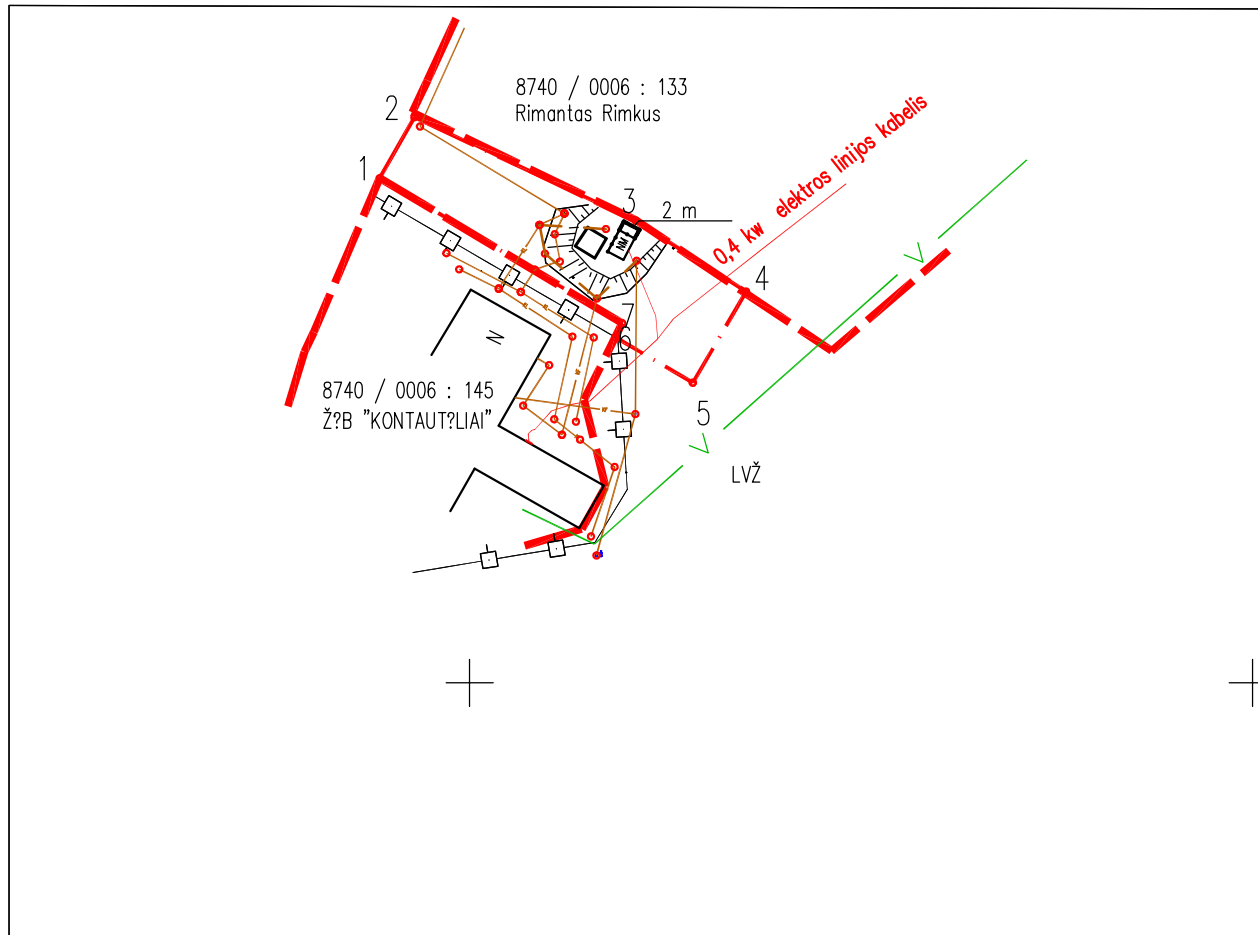 8740 / 0006 : 133
Rimantas Rimkus
2
1
3
2 m
0,4 kw elektros linijos kabelis
NM
4
7
6
N
8740 / 0006 : 145
Ž?B "KONTAUT?LIAI"
5
V
V
LVŽ